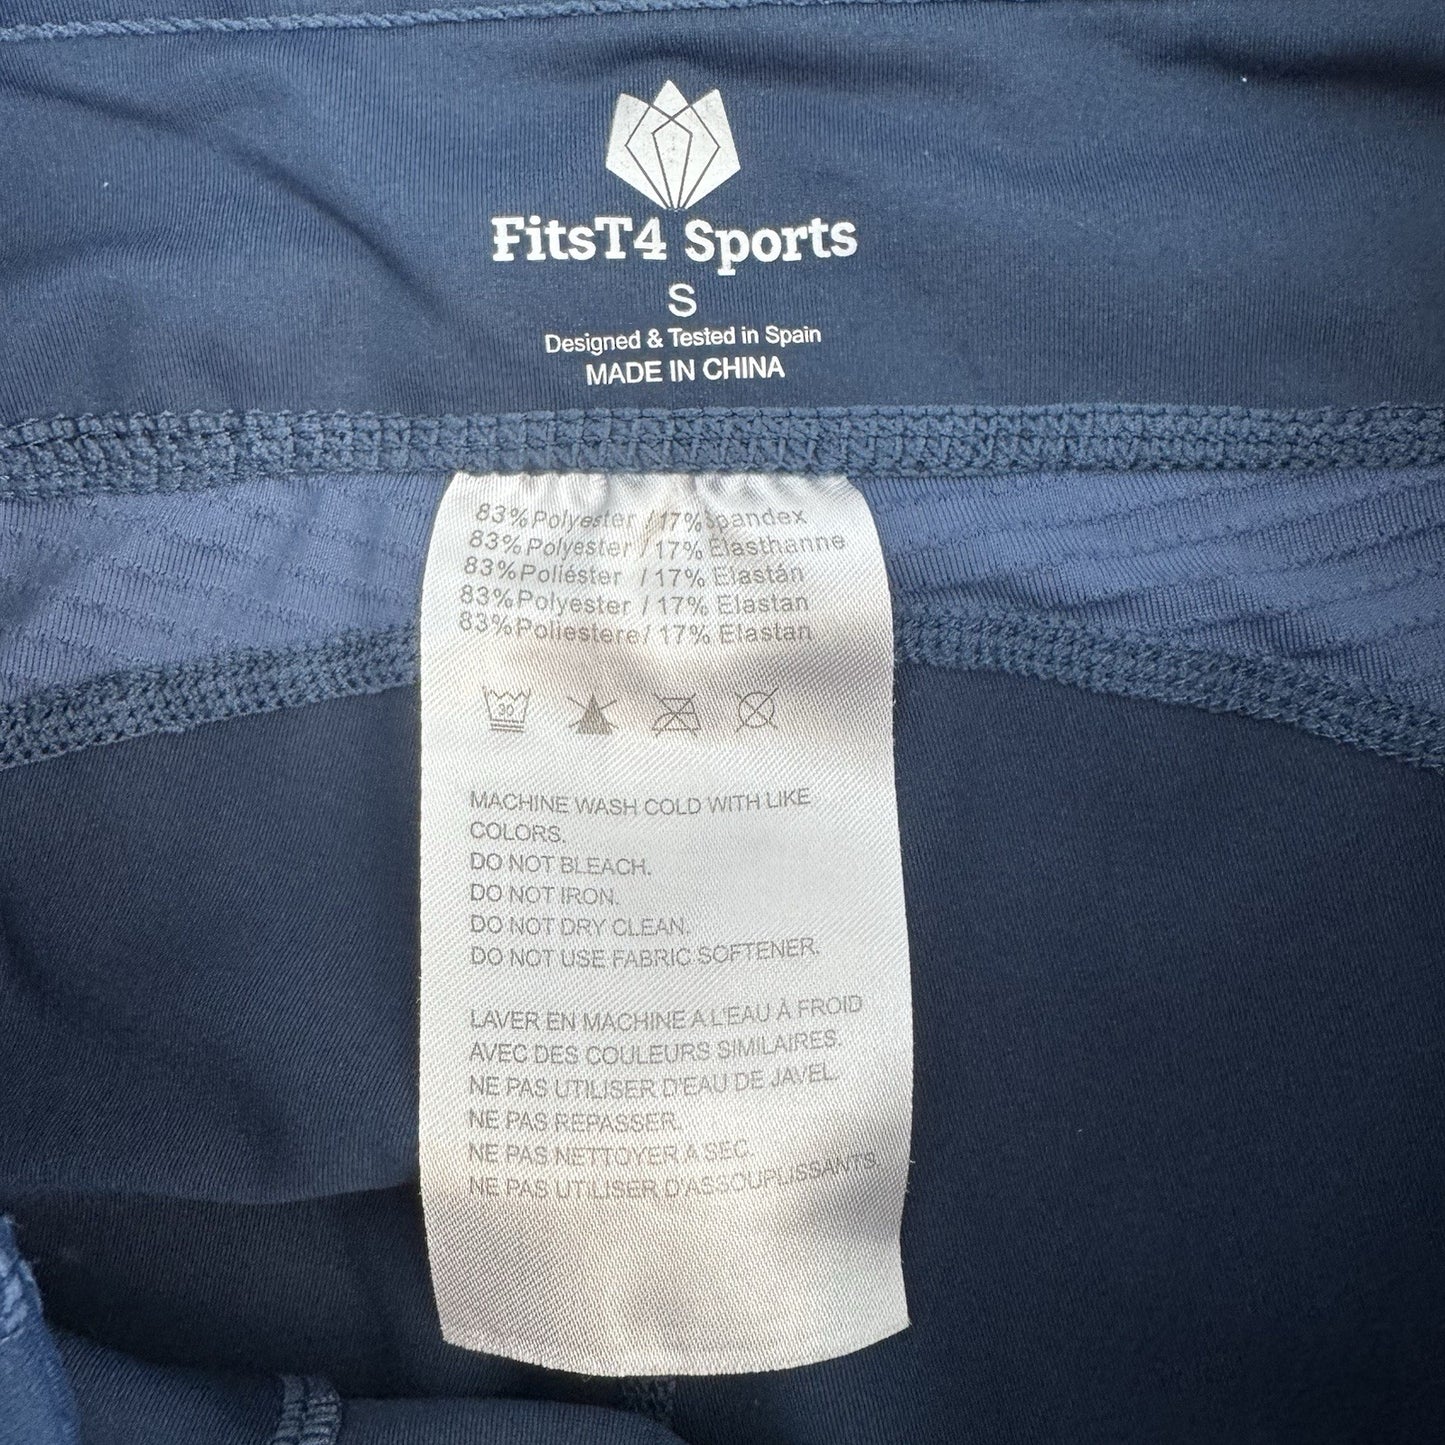 FitsT4 Sports
S
Designed & Tested in Spain
MADE IN CHINA
83%Polyester / 17%Spandex
83%Polyester / 17% Elasthanne
83%Poliéster / 17% Elastán
83%Polyester / 17% Elastan
83%Poliestere/ 17% Elastan
30
MACHINE WASH COLD WITH LIKE
COLORS.
DO NOT BLEACH.
DO NOT IRON.
DO NOT DRY CLEAN.
DO NOT USE FABRIC SOFTENER.
LAVER EN MACHINE A L'EAU À FROID
AVEC DES COULEURS SIMILAIRES.
NE PAS UTILISER D'EAU DE JAVEL.
NE PAS REPASSER.
NE PAS NETTOYER A SEC.
NE PAS UTILISER D'ASSOUPLISSANTS.